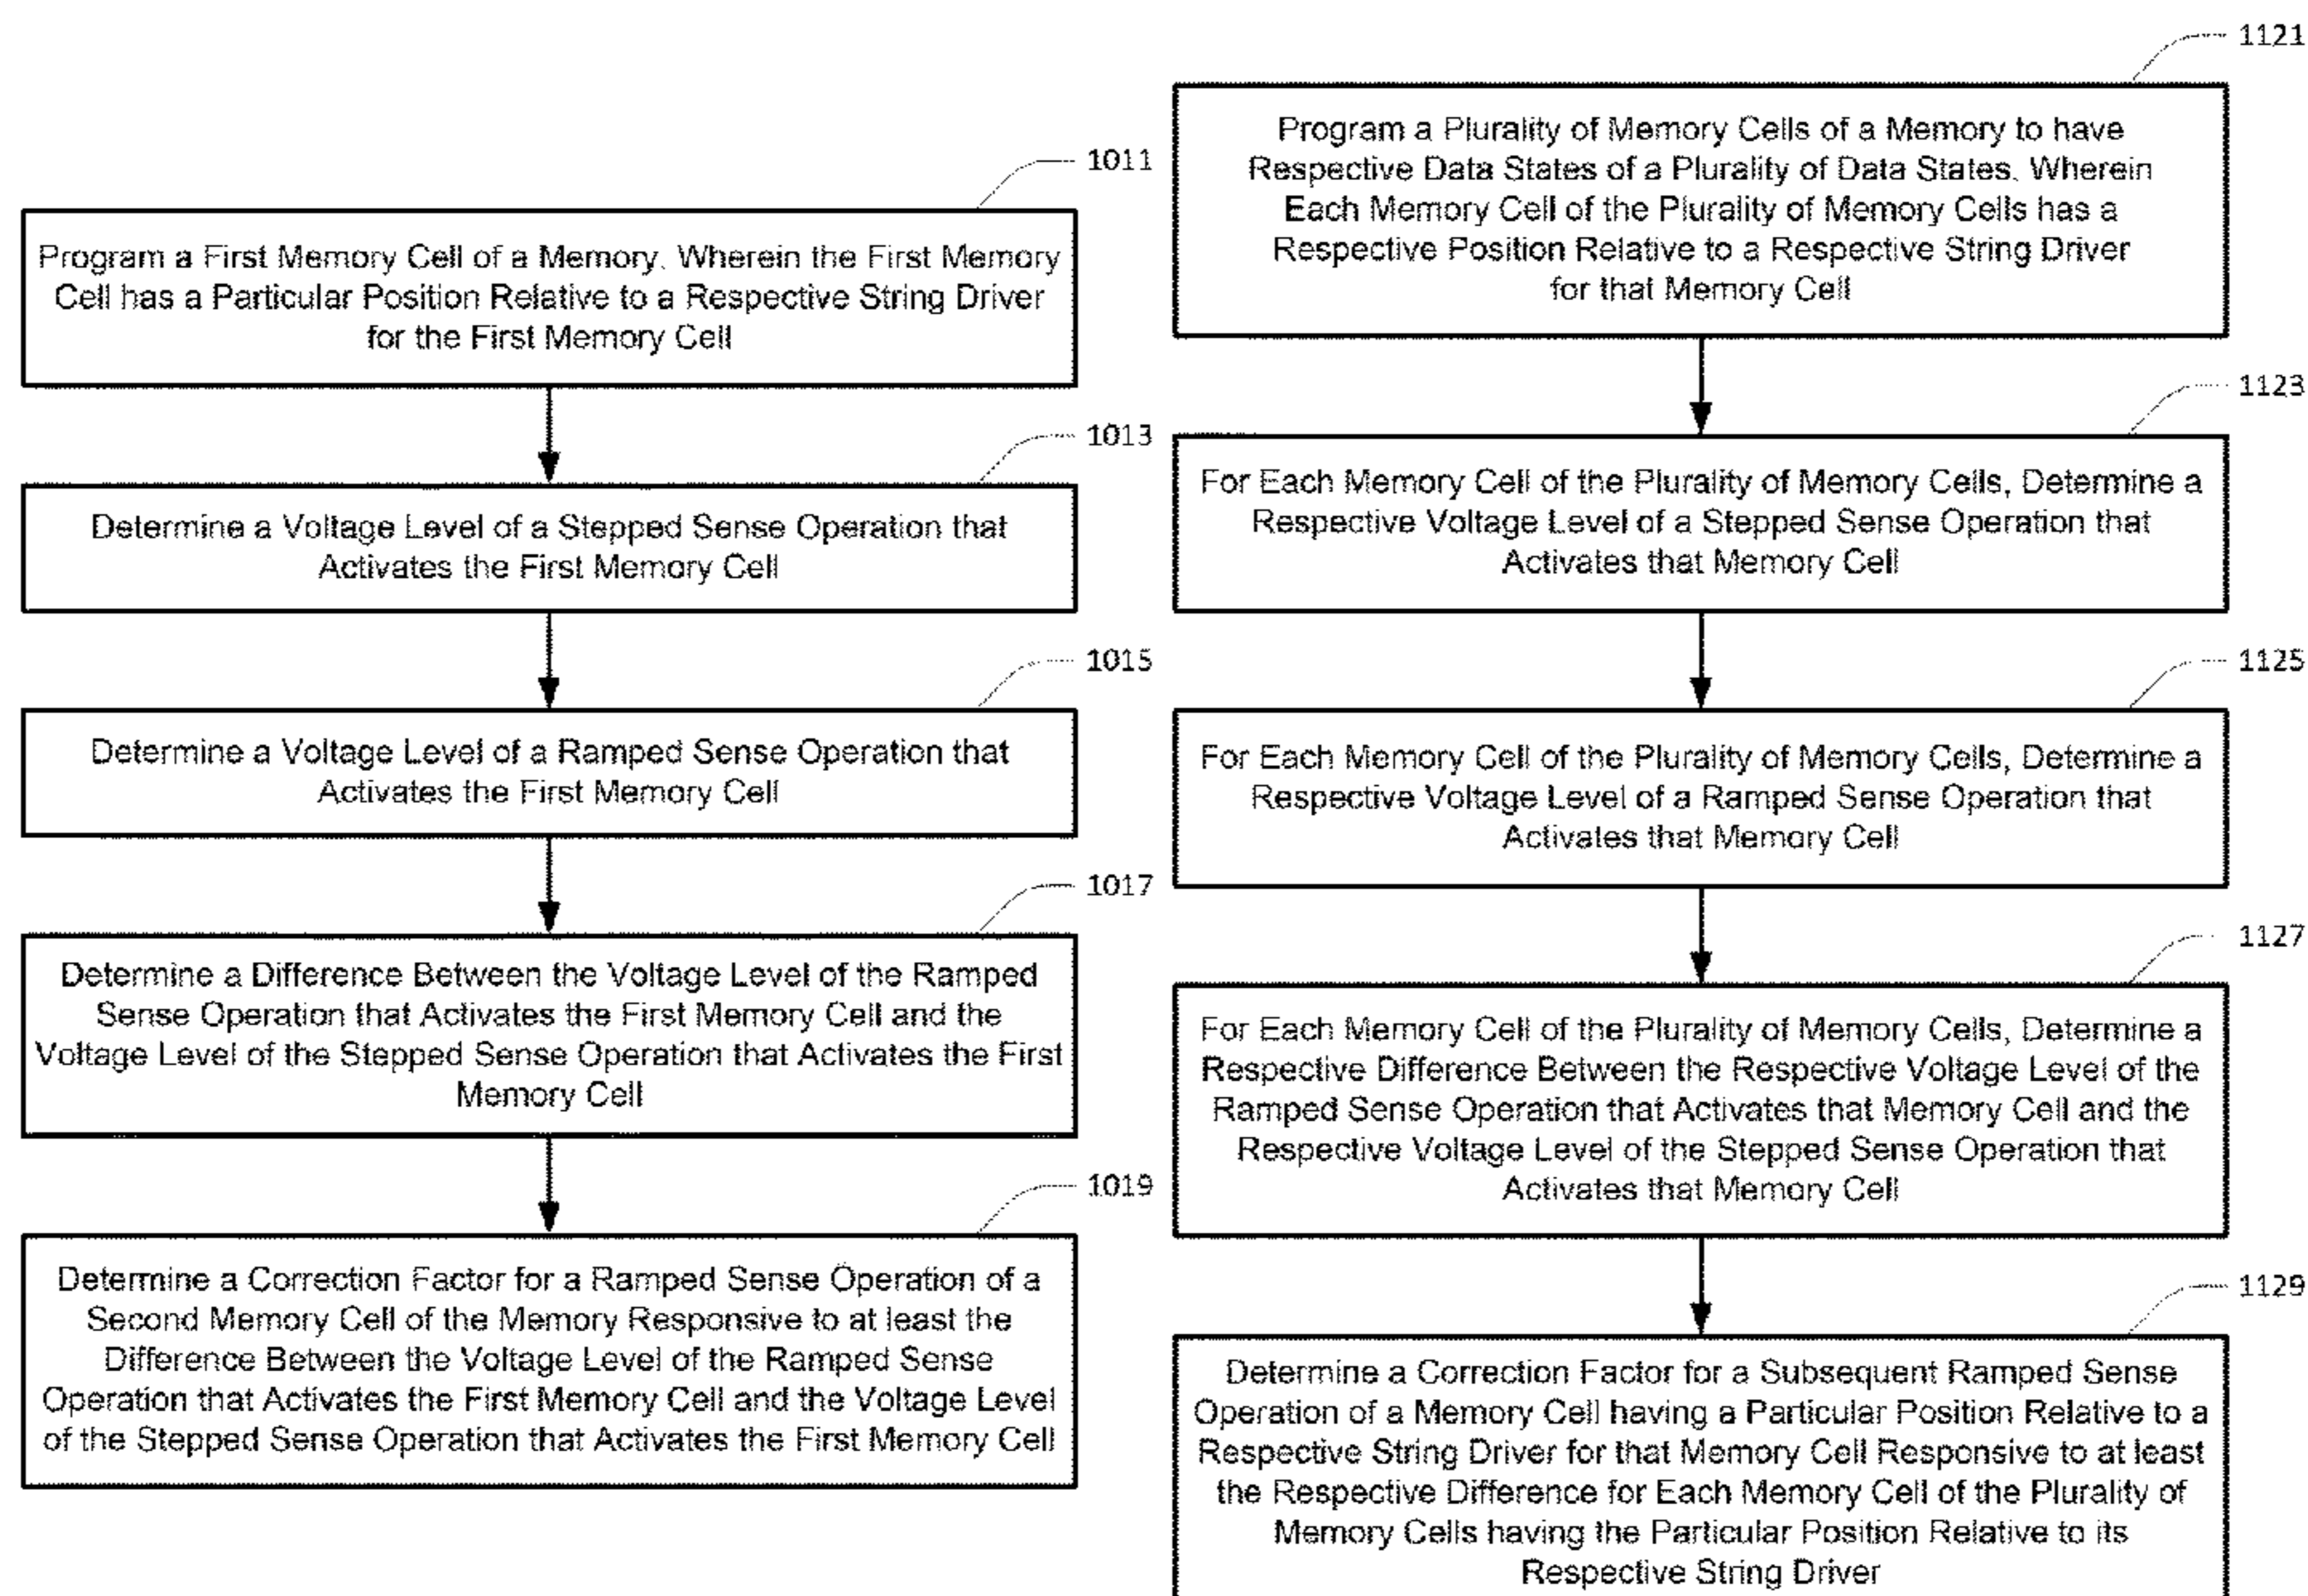 1011
Program a First Memory Cell of a Memory, Wherein the First Memory
Cell has a Particular Position Relative to a Respective String Driver
for the First Memory Cell
1013
Determine a Voltage Level of a Stepped Sense Operation that
Activates the First Memory Cell
1015
Determine a Voltage Level of a Ramped Sense Operation that
Activates the First Memory Cell
1017
Determine a Difference Between the Voltage Level of the Ramped
Sense Operation that Activates the First Memory Cell and the
Voltage Level of the Stepped Sense Operation that Activates the First
Memory Cell
1019
Determine a Correction Factor for a Ramped Sense Operation of a
Second Memory Cell of the Memory Responsive to at least the
Difference Between the Voltage Level of the Ramped Sense
Operation that Activates the First Memory Cell and the Voltage Level
of the Stepped Sense Operation that Activates the First Memory Cell
1121
Program a Plurality of Memory Cells of a Memory to have
Respective Data States of a Plurality of Data States, Wherein
Each Memory Cell of the Plurality of Memory Cells has a
Respective Position Relative to a Respective String Driver
for that Memory Cell
1123
For Each Memory Cell of the Plurality of Memory Cells, Determine a
Respective Voltage Level of a Stepped Sense Operation that
Activates that Memory Cell
1125
For Each Memory Cell of the Plurality of Memory Cells, Determine a
Respective Voltage Level of a Ramped Sense Operation that
Activates that Memory Cell
1127
For Each Memory Cell of the Plurality of Memory Cells, Determine a
Respective Difference Between the Respective Voltage Level of the
Ramped Sense Operation that Activates that Memory Cell and the
Respective Voltage Level of the Stepped Sense Operation that
Activates that Memory Cell
1129
Determine a Correction Factor for a Subsequent Ramped Sense
Operation of a Memory Cell having a Particular Position Relative to a
Respective String Driver for that Memory Cell Responsive to at least
the Respective Difference for Each Memory Cell of the Plurality of
Memory Cells having the Particular Position Relative to its
Respective String Driver